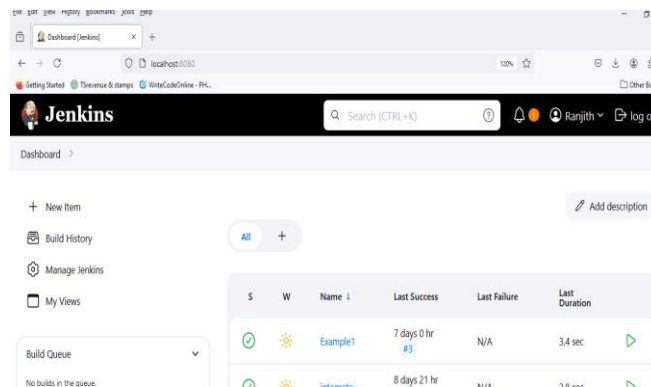 File Edit View History Bookmarks Tools Help
Dashboard [Jenkins]
localhost:8080
120%
Getting Started TSrevenue & stamps WriteCodeOnline - PH...
Other Bo
Jenkins
Search (CTRL+K)
Ranjith
log o
Dashboard
New Item
Add description
Build History
All +
Manage Jenkins
My Views
S W Name ↓ Last Success Last Failure Last Duration
Example1 7 days 0 hr #3 N/A 3.4 sec
Build Queue
No builds in the queue.
8 days 21 hr